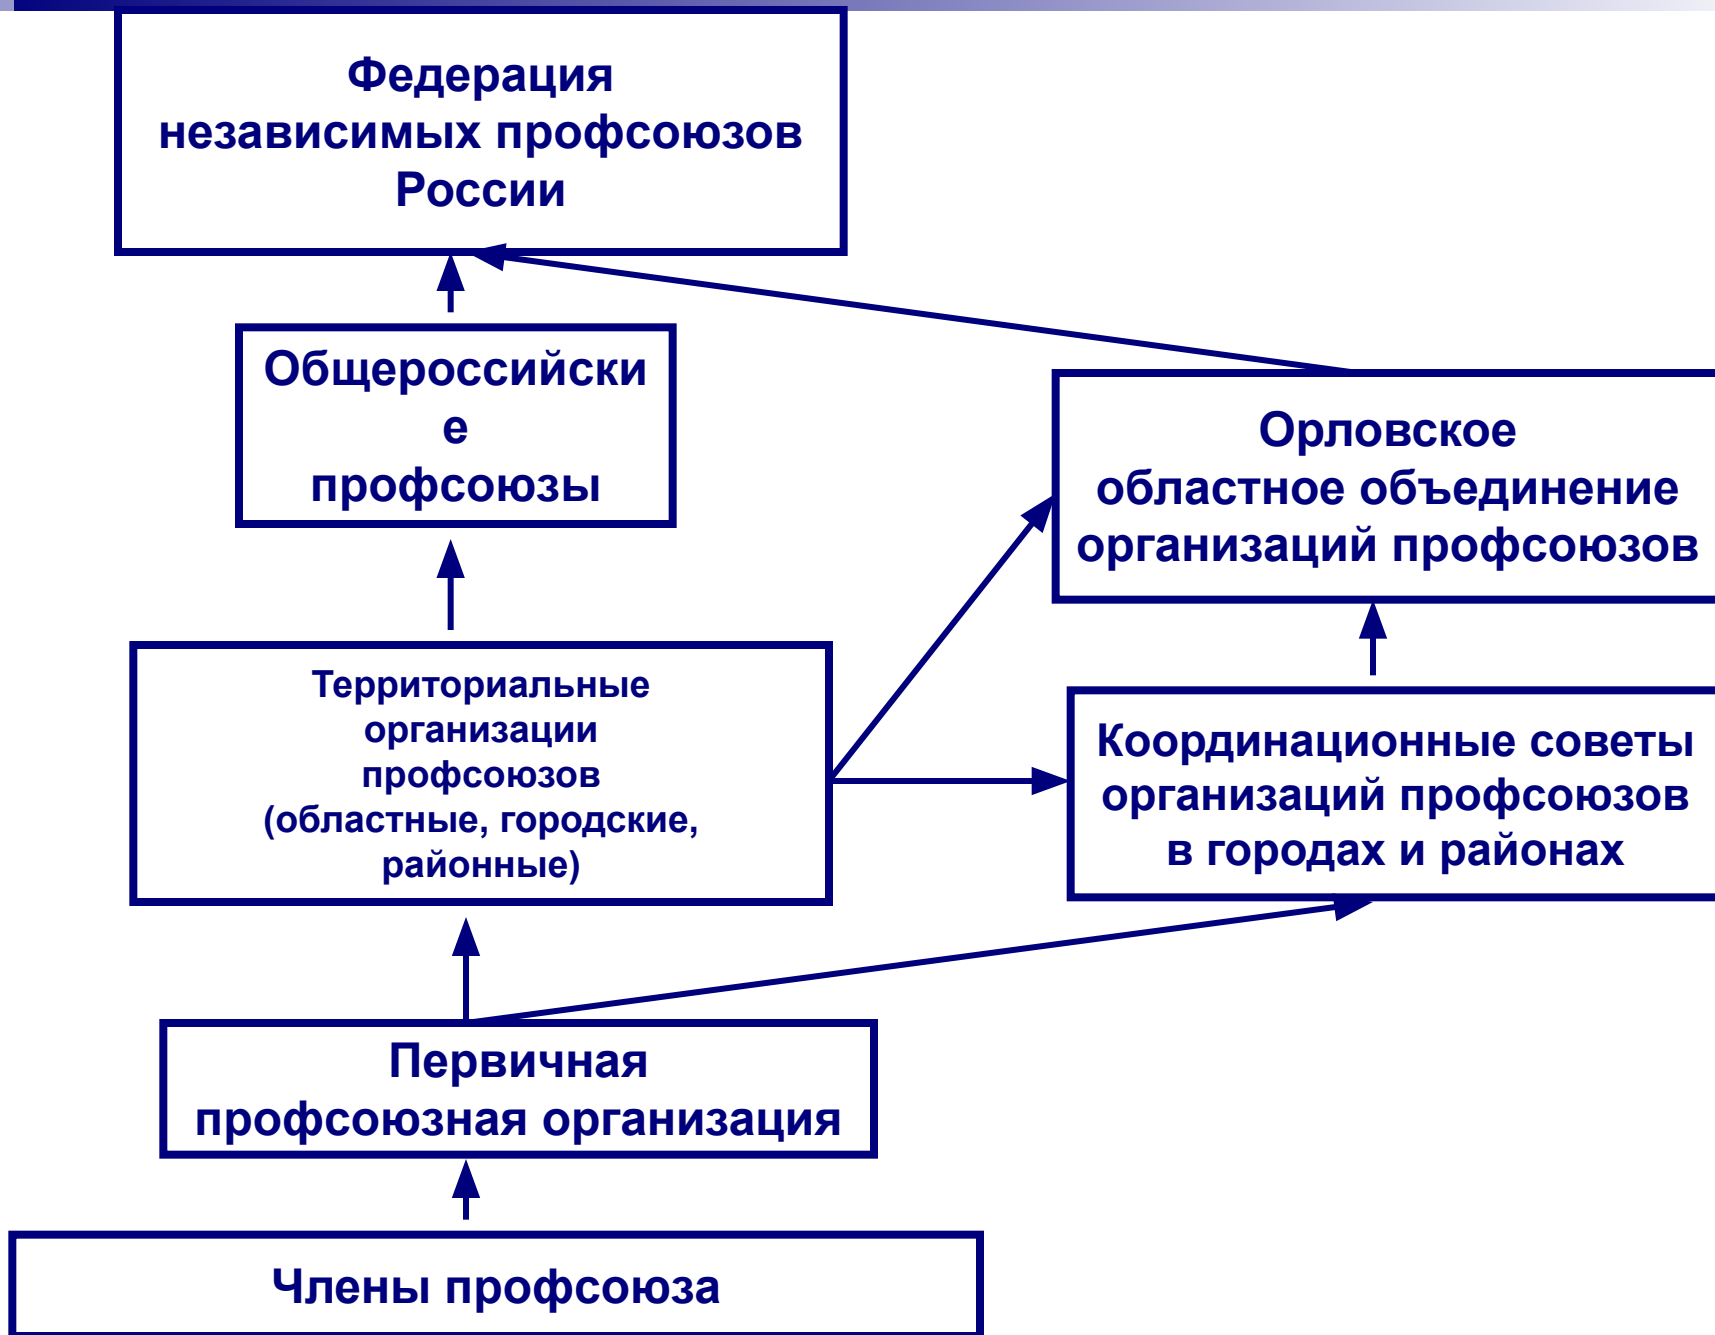 Федерация
независимых профсоюзов
России
Общероссийски
е
профсоюзы
Орловское
областное объединение
организаций профсоюзов
Территориальные
организации
профсоюзов
(областные, городские,
районные)
Координационные советы
организаций профсоюзов
в городах и районах
Первичная
профсоюзная организация
Члены профсоюза